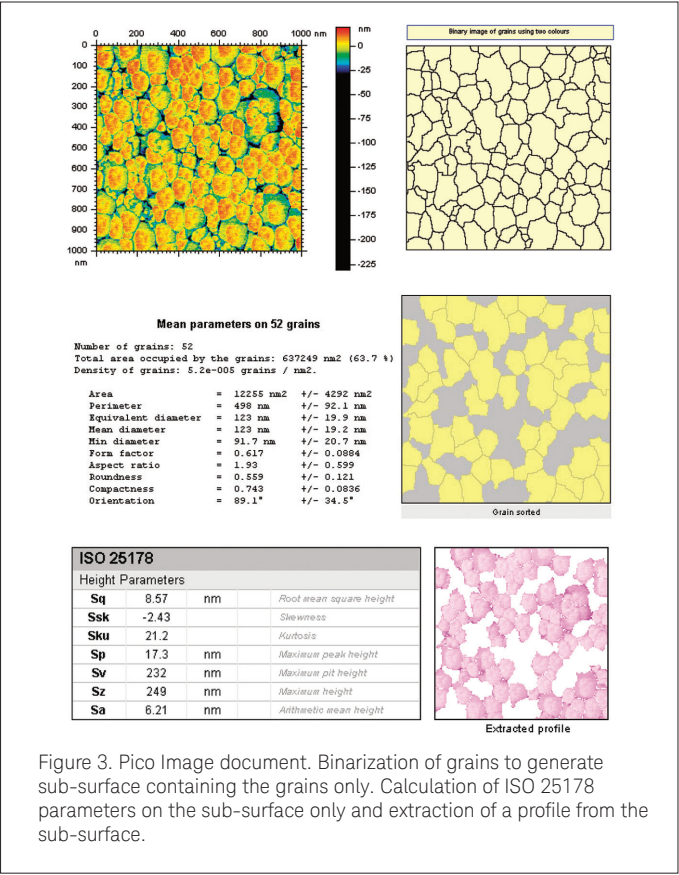 0 200 400 600 800 1000 nm
0
100
200
300
400
500
600
700
800
900
1000
nm
nm
0
-25
-50
-75
-100
-125
-150
-175
-200
-225
Binary image of grains using two colours
Mean parameters on 52 grains
Number of grains: 52
Total area occupied by the grains: 637249 nm2 (63.7 %)
Density of grains: 5.2e-005 grains / nm2.
Area = 12255 nm2 +/- 4292 nm2
Perimeter = 498 nm +/- 92.1 nm
Equivalent diameter = 123 nm +/- 19.9 nm
Mean diameter = 123 nm +/- 19.2 nm
Min diameter = 91.7 nm +/- 20.7 nm
Form factor = 0.617 +/- 0.0884
Aspect ratio = 1.93 +/- 0.599
Roundness = 0.559 +/- 0.121
Compactness = 0.743 +/- 0.0836
Orientation = 89.1° +/- 34.5°
Grain sorted
ISO 25178
Height Parameters
Sq 8.57 nm Root mean square height
Ssk -2.43 Skewness
Sku 21.2 Kurtosis
Sp 17.3 nm Maximum peak height
Sv 232 nm Maximum pit height
Sz 249 nm Maximum height
Sa 6.21 nm Arithmetic mean height
Extracted profile
Figure 3. Pico Image document. Binarization of grains to generate
sub-surface containing the grains only. Calculation of ISO 25178
parameters on the sub-surface only and extraction of a profile from the
sub-surface.